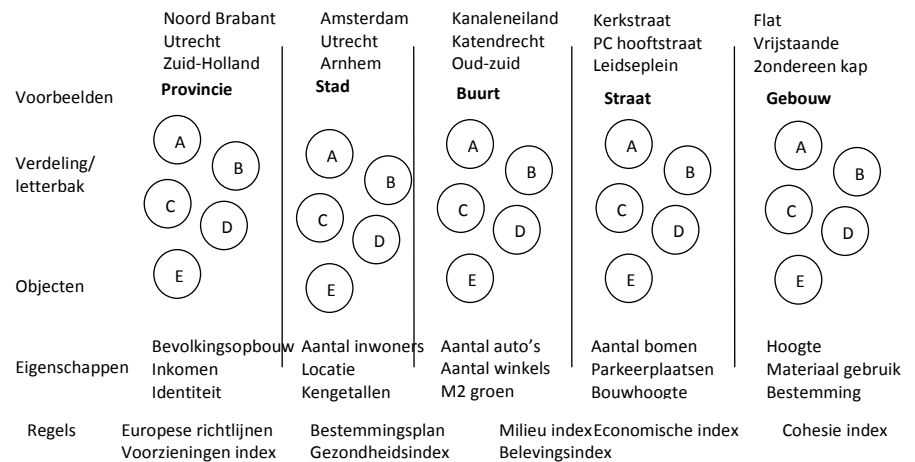 Noord Brabant Amsterdam Kanaleneiland Kerkstraat Flat
Utrecht Utrecht Katendrecht PC hooftstraat Vrijstaande
Zuid-Holland Arnhem Oud-zuid Leidseplein 2ondereen kap
Voorbeelden Provincie Stad Buurt Straat Gebouw
A A A A A
Verdeling/ B B B B B
letterbak
C C C C C
D D D D D
Objecten E E E E E
Bevolkingsopbouw Aantal inwoners Aantal auto's Aantal bomen Hoogte
Eigenschappen Inkomen Locatie Aantal winkels Parkeerplaatsen Materiaal gebruik
Identiteit Kengetallen M2 groen Bouwhoogte Bestemming
Regels Europese richtlijnen Bestemmingsplan Milieu index Economische index Cohesie index
Voorzieningen index Gezondheidsindex Belevingsindex